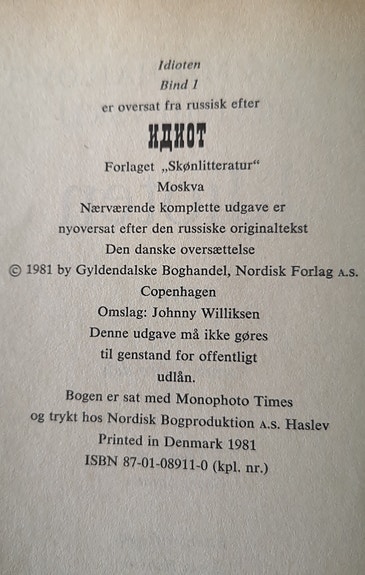 Idioten
Bind 1
er oversat fra russisk efter
ИДИОТ
Forlaget „Skønlitteratur“
Moskva
Nærværende komplette udgave er
nyoversat efter den russiske originaltekst
Den danske oversættelse
© 1981 by Gyldendalske Boghandel, Nordisk Forlag A.S.
Copenhagen
Omslag: Johnny Williksen
Denne udgave må ikke gøres
til genstand for offentligt
udlån.
Bogen er sat med Monophoto Times
og trykt hos Nordisk Bogproduktion A.S. Haslev
Printed in Denmark 1981
ISBN 87-01-08911-0 (kpl. nr.)